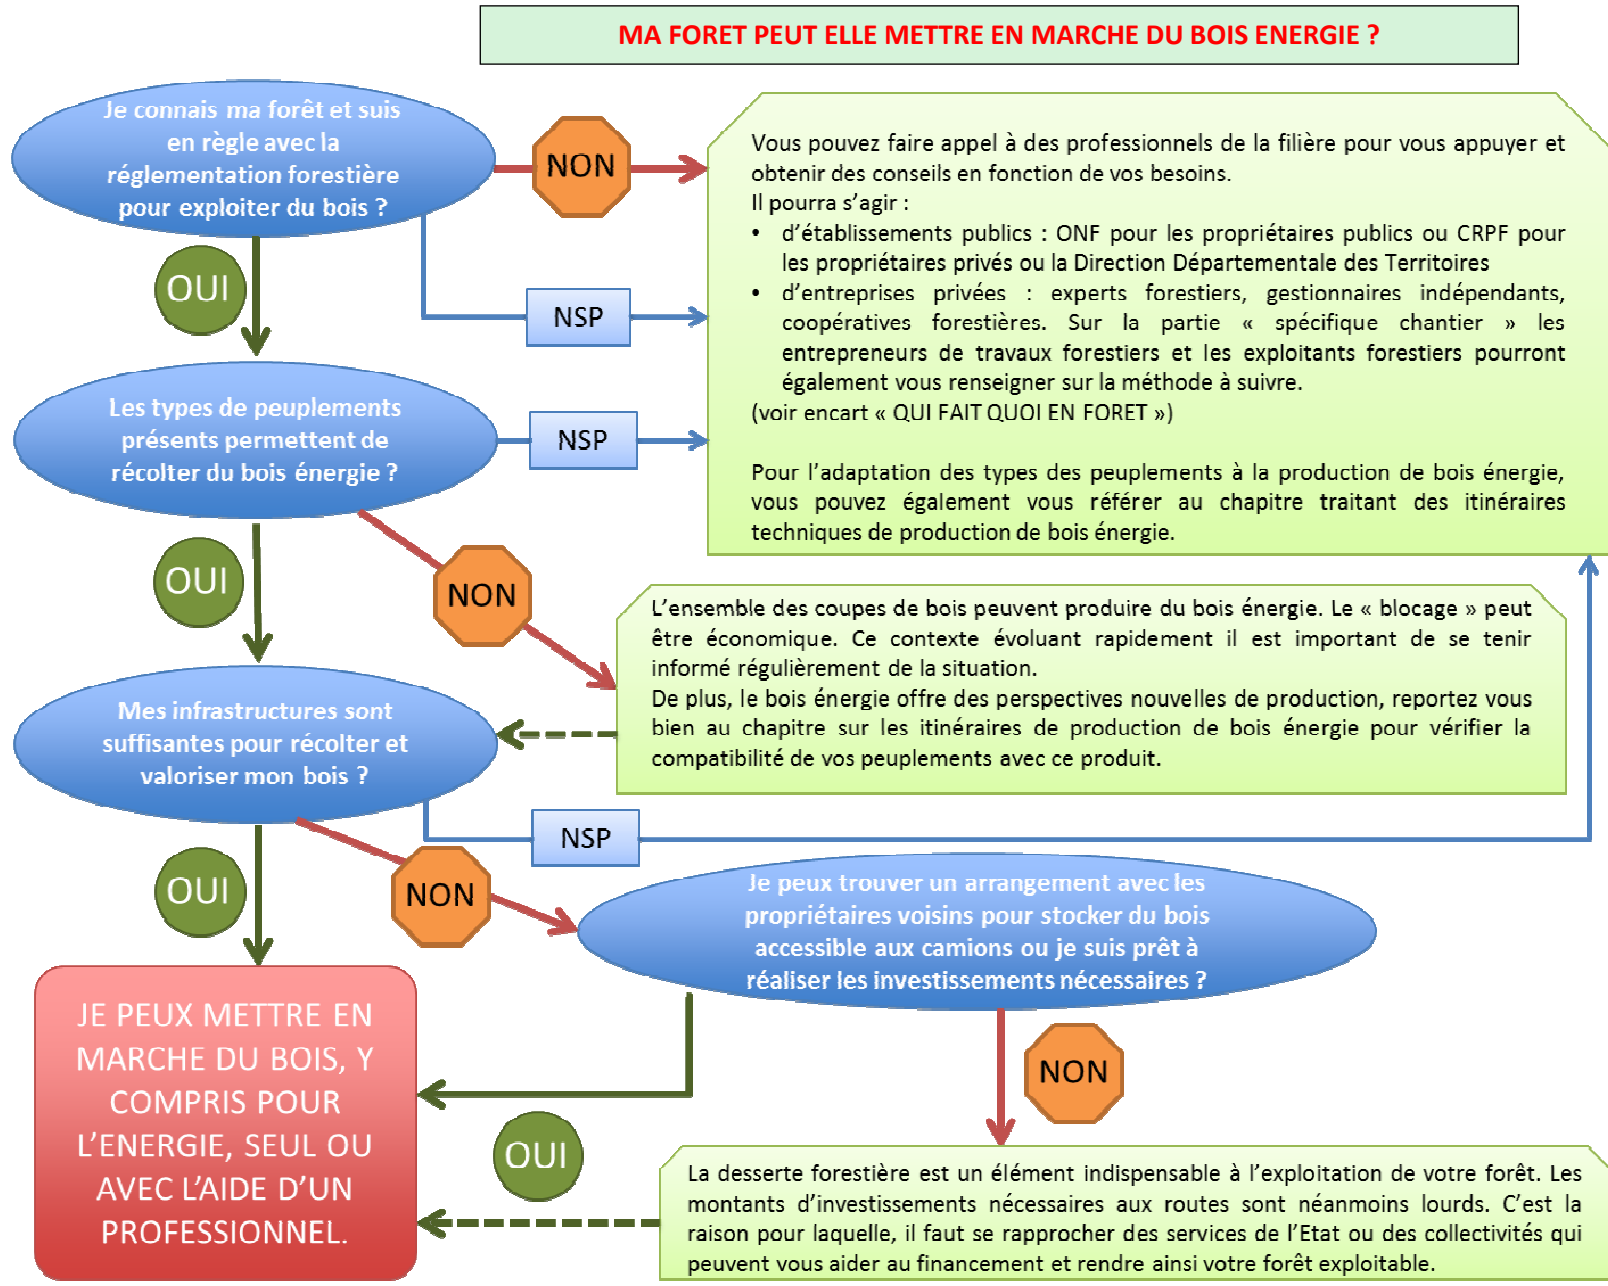 MA FORET PEUT ELLE METTRE EN MARCHE DU BOIS ENERGIE ?
Je connais ma forêt et suis
en règle avec la
réglementation forestière
pour exploiter du bois ?
NON
OUI
NSP
Vous pouvez faire appel à des professionnels de la filière pour vous appuyer et
obtenir des conseils en fonction de vos besoins.
Il pourra s’agir :
• d’établissements publics : ONF pour les propriétaires publics ou CRPF pour
les propriétaires privés ou la Direction Départementale des Territoires
• d’entreprises privées : experts forestiers, gestionnaires indépendants,
coopératives forestières. Sur la partie « spécifique chantier » les
entrepreneurs de travaux forestiers et les exploitants forestiers pourront
également vous renseigner sur la méthode à suivre.
(voir encart « QUI FAIT QUOI EN FORET »)
Pour l’adaptation des types des peuplements à la production de bois énergie,
vous pouvez également vous référer au chapitre traitant des itinéraires
techniques de production de bois énergie.
Les types de peuplements
présents permettent de
récolter du bois énergie ?
NSP
OUI
NON
L’ensemble des coupes de bois peuvent produire du bois énergie. Le « blocage » peut
être économique. Ce contexte évoluant rapidement il est important de se tenir
informé régulièrement de la situation.
De plus, le bois énergie offre des perspectives nouvelles de production, reportez vous
bien au chapitre sur les itinéraires de production de bois énergie pour vérifier la
compatibilité de vos peuplements avec ce produit.
Mes infrastructures sont
suffisantes pour récolter et
valoriser mon bois ?
NSP
OUI
NON
Je peux trouver un arrangement avec les
propriétaires voisins pour stocker du bois
accessible aux camions ou je suis prêt à
réaliser les investissements nécessaires ?
JE PEUX METTRE EN
MARCHE DU BOIS, Y
COMPRIS POUR
L’ENERGIE, SEUL OU
AVEC L’AIDE D’UN
PROFESSIONNEL.
NON
OUI
La desserte forestière est un élément indispensable à l’exploitation de votre forêt. Les
montants d’investissements nécessaires aux routes sont néanmoins lourds. C’est la
raison pour laquelle, il faut se rapprocher des services de l’Etat ou des collectivités qui
peuvent vous aider au financement et rendre ainsi votre forêt exploitable.